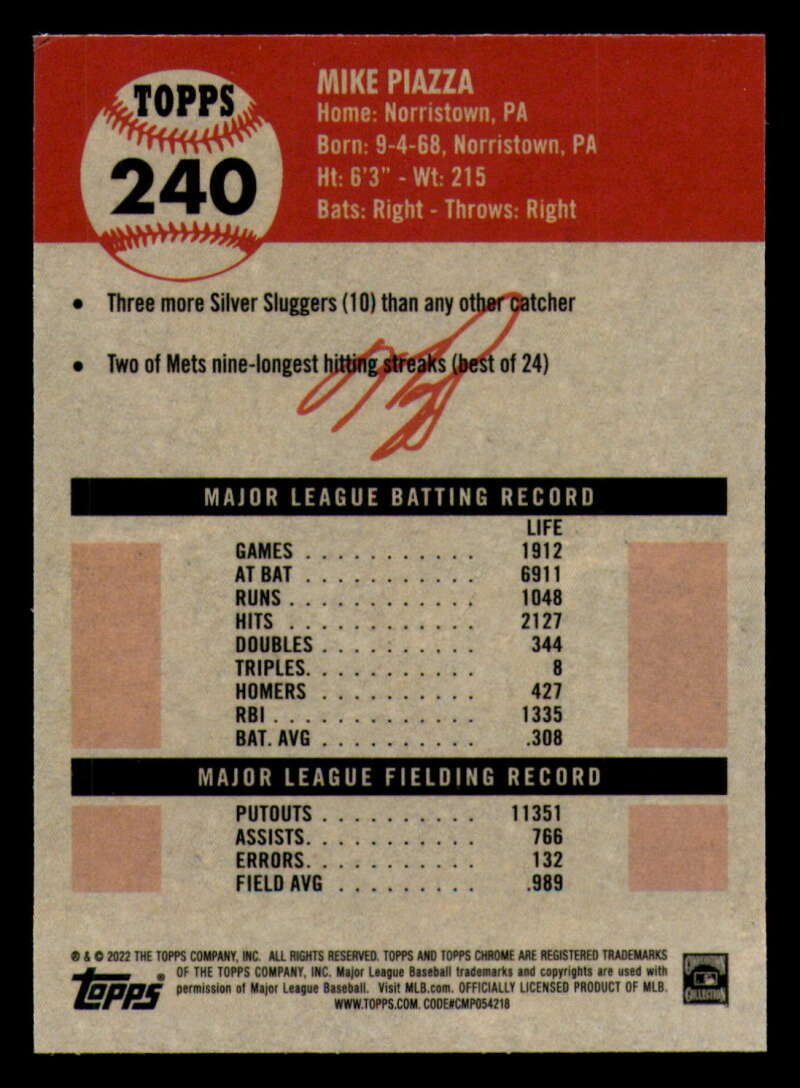 TOPPS
240
MIKE PIAZZA
Home: Norristown, PA
Born: 9-4-68, Norristown, PA
Ht: 6'3" - Wt: 215
Bats: Right - Throws: Right
• Three more Silver Sluggers (10) than any other catcher
• Two of Mets nine-longest hitting streaks (best of 24)
MAJOR LEAGUE BATTING RECORD
LIFE
GAMES . . . . . . . . . . . 1912
AT BAT . . . . . . . . . . . 6911
RUNS . . . . . . . . . . . . 1048
HITS . . . . . . . . . . . . 2127
DOUBLES . . . . . . . . . . 344
TRIPLES. . . . . . . . . . . 8
HOMERS . . . . . . . . . . 427
RBI . . . . . . . . . . . . . 1335
BAT. AVG . . . . . . . . . . .308
MAJOR LEAGUE FIELDING RECORD
PUTOUTS . . . . . . . . . . 11351
ASSISTS. . . . . . . . . . . 766
ERRORS. . . . . . . . . . . 132
FIELD AVG . . . . . . . . . .989
® & © 2022 THE TOPPS COMPANY, INC. ALL RIGHTS RESERVED. TOPPS AND TOPPS CHROME ARE REGISTERED TRADEMARKS
OF THE TOPPS COMPANY, INC. Major League Baseball trademarks and copyrights are used with
permission of Major League Baseball. Visit MLB.com. OFFICIALLY LICENSED PRODUCT OF MLB.
WWW.TOPPS.COM. CODE#CMP054218
Topps®
COOPERSTOWN
COLLECTION